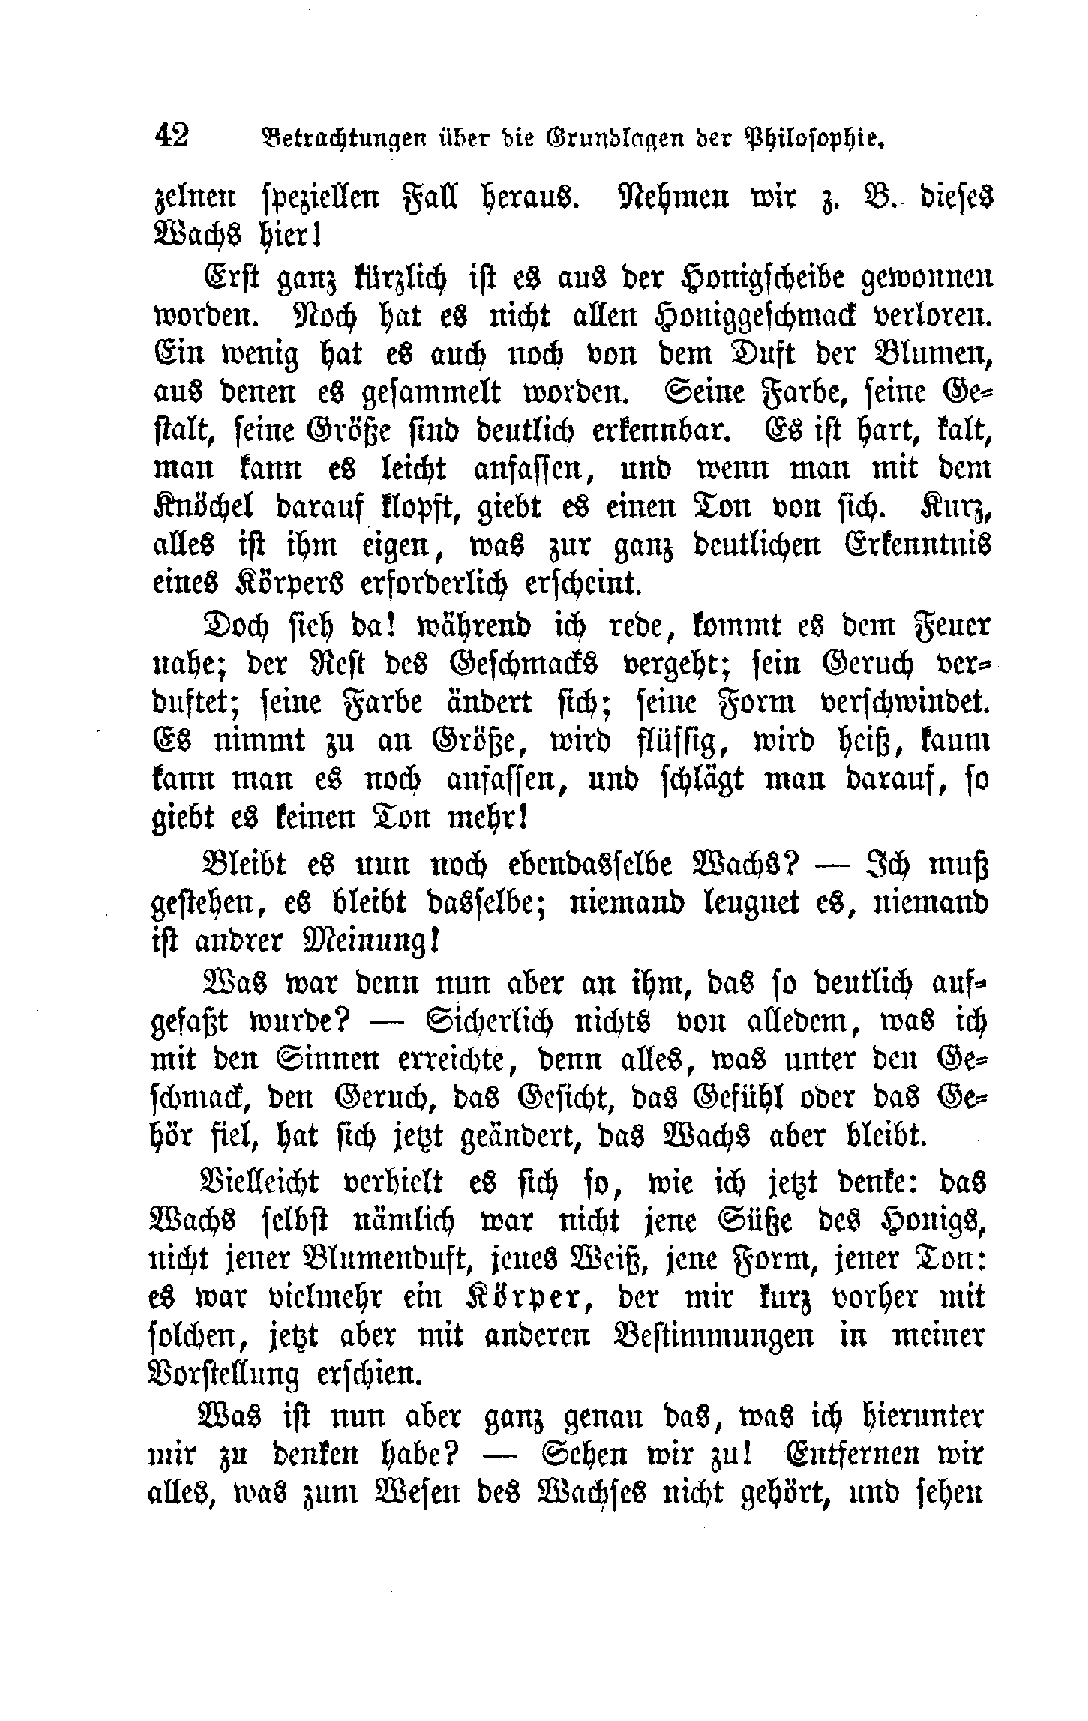 42 Betrachtungen über die Grundlagen der Philosophie.
zelnen speziellen Fall heraus. Nehmen wir z. B. dieses
Wachs hier!
Erst ganz kürzlich ist es aus der Honigscheibe gewonnen
worden. Noch hat es nicht allen Honiggeschmack verloren.
Ein wenig hat es auch noch von dem Duft der Blumen,
aus denen es gesammelt worden. Seine Farbe, seine Ge-
stalt, seine Größe sind deutlich erkennbar. Es ist hart, kalt,
man kann es leicht anfassen, und wenn man mit dem
Knöchel darauf klopft, giebt es einen Ton von sich. Kurz,
alles ist ihm eigen, was zur ganz deutlichen Erkenntnis
eines Körpers erforderlich erscheint.
Doch sieh da! während ich rede, kommt es dem Feuer
nahe; der Rest des Geschmacks vergeht; sein Geruch ver-
duftet; seine Farbe ändert sich; seine Form verschwindet.
Es nimmt zu an Größe, wird flüssig, wird heiß, kaum
kann man es noch anfassen, und schlägt man darauf, so
giebt es keinen Ton mehr!
Bleibt es nun noch ebendasselbe Wachs? — Ich muß
gestehen, es bleibt dasselbe; niemand leugnet es, niemand
ist andrer Meinung!
Was war denn nun aber an ihm, das so deutlich auf-
gefaßt wurde? — Sicherlich nichts von alledem, was ich
mit den Sinnen erreichte, denn alles, was unter den Ge-
schmack, den Geruch, das Gesicht, das Gefühl oder das Ge-
hör fiel, hat sich jetzt geändert, das Wachs aber bleibt.
Vielleicht verhielt es sich so, wie ich jetzt denke: das
Wachs selbst nämlich war nicht jene Süße des Honigs,
nicht jener Blumenduft, jenes Weiß, jene Form, jener Ton:
es war vielmehr ein Körper, der mir kurz vorher mit
solchen, jetzt aber mit anderen Bestimmungen in meiner
Vorstellung erschien.
Was ist nun aber ganz genau das, was ich hierunter
mir zu denken habe? — Sehen wir zu! Entfernen wir
alles, was zum Wesen des Wachses nicht gehört, und sehen